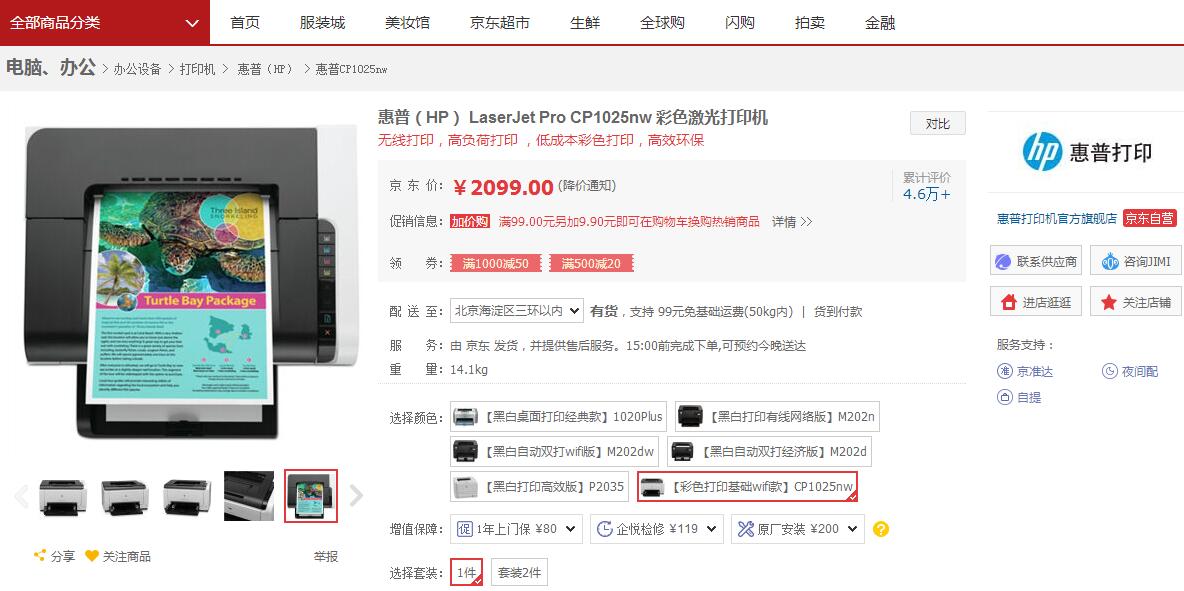 全部商品分类 首页 服装城 美妆馆 京东超市 生鲜 全球购 闪购 拍卖 金融
电脑、办公 > 办公设备 > 打印机 > 惠普（HP） > 惠普CP1025nw
惠普（HP） LaserJet Pro CP1025nw 彩色激光打印机
无线打印，高负荷打印 ，低成本彩色打印，高效环保
对比
京 东 价： ￥2099.00 (降价通知)
累计评价
4.6万+
促销信息： 加价购 满99.00元另加9.90元即可在购物车换购热销商品 详情 >>
领 券： 满1000减50 满500减20
配 送 至： 北京海淀区三环以内 有货，支持 99元免基础运费(50kg内) | 货到付款
服 务： 由 京东 发货，并提供售后服务。15:00前完成下单,可预约今晚送达
重 量： 14.1kg
选择颜色： 【黑白桌面打印经典款】1020Plus 【黑白打印有线网络版】M202n
【黑白自动双打wifi版】M202dw 【黑白自动双打经济版】M202d
【黑白打印高效版】P2035 【彩色打印基础wifi款】CP1025nw
增值保障： 促 1年上门保 ¥80 企悦检修 ¥119 原厂安装 ¥200 ?
选择套装： 1件 套装2件
Three Island
SNORKELING
Turtle Bay Package
分享 关注商品 举报
hp 惠普打印
惠普打印机官方旗舰店 京东自营
联系供应商 咨询JIMI
进店逛逛 关注店铺
服务支持：
准 京准达 夜间配
自提